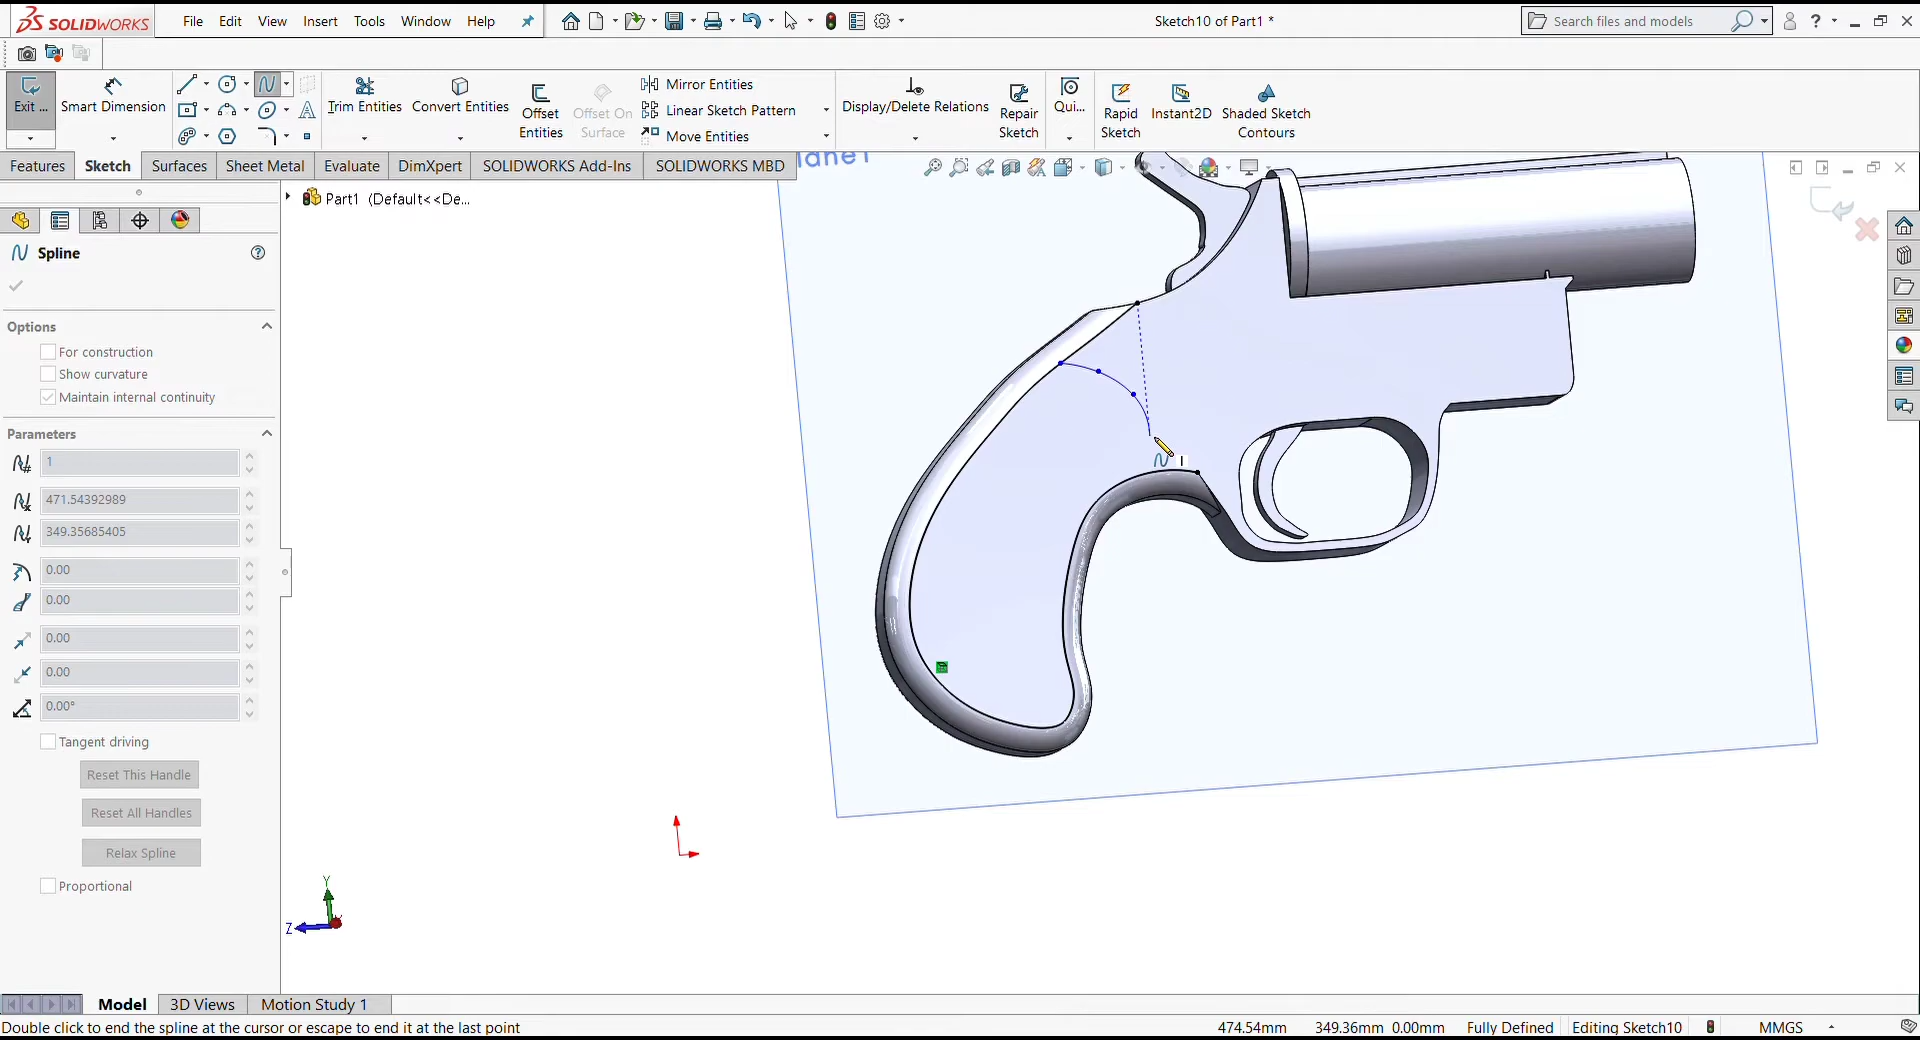 SOLIDWORKS
File Edit View Insert Tools Window Help
Sketch10 of Part1 *
Search files and models
Exit ...
Smart Dimension
Trim Entities
Convert Entities
Offset Entities
Offset On Surface
Mirror Entities
Linear Sketch Pattern
Move Entities
Display/Delete Relations
Repair Sketch
Qui...
Rapid Sketch
Instant2D
Shaded Sketch Contours
Features Sketch Surfaces Sheet Metal Evaluate DimXpert SOLIDWORKS Add-Ins SOLIDWORKS MBD
Part1 (Default<<De...
Spline
Options
For construction
Show curvature
Maintain internal continuity
Parameters
1
471.54392989
349.35685405
0.00
0.00
0.00
0.00
0.00°
Tangent driving
Reset This Handle
Reset All Handles
Relax Spline
Proportional
Y
Z
Model 3D Views Motion Study 1
Double click to end the spline at the cursor or escape to end it at the last point
474.54mm 349.36mm 0.00mm Fully Defined Editing Sketch10 MMGS